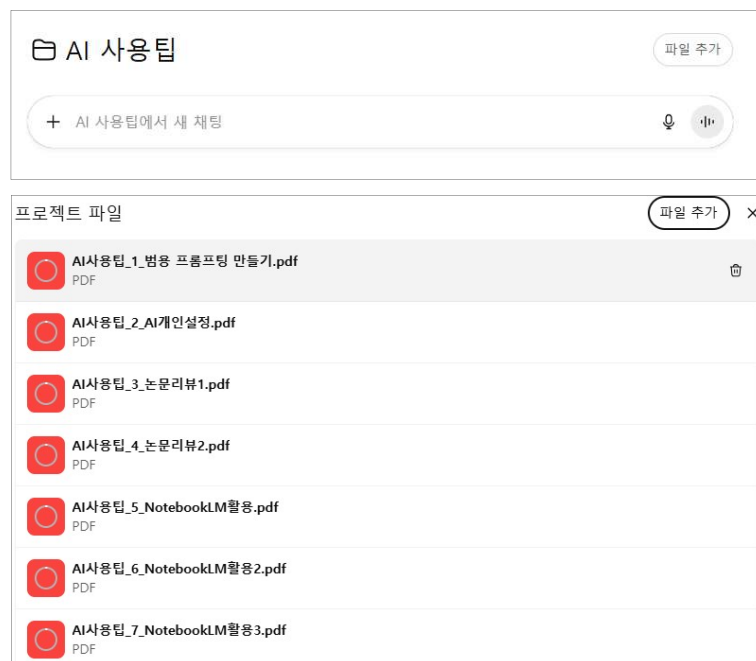 AI 사용팁
파일 추가
AI 사용팁에서 새 채팅
프로젝트 파일
파일 추가
AI사용팁_1_범용 프롬프팅 만들기.pdf
PDF
AI사용팁_2_AI개인설정.pdf
PDF
AI사용팁_3_논문리뷰1.pdf
PDF
AI사용팁_4_논문리뷰2.pdf
PDF
AI사용팁_5_NotebookLM활용.pdf
PDF
AI사용팁_6_NotebookLM활용2.pdf
PDF
AI사용팁_7_NotebookLM활용3.pdf
PDF